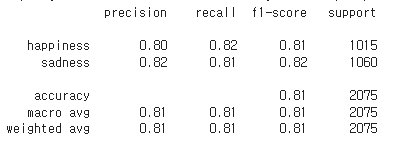 precision recall f1-score support
happiness 0.80 0.82 0.81 1015
sadness 0.82 0.81 0.82 1060
accuracy 0.81 2075
macro avg 0.81 0.81 0.81 2075
weighted avg 0.81 0.81 0.81 2075